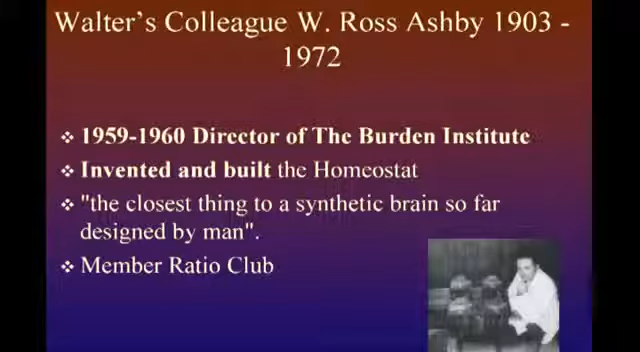 Walter's Colleague W. Ross Ashby 1903 -
1972
❖ 1959-1960 Director of The Burden Institute
❖ Invented and built the Homeostat
❖ "the closest thing to a synthetic brain so far
designed by man".
❖ Member Ratio Club